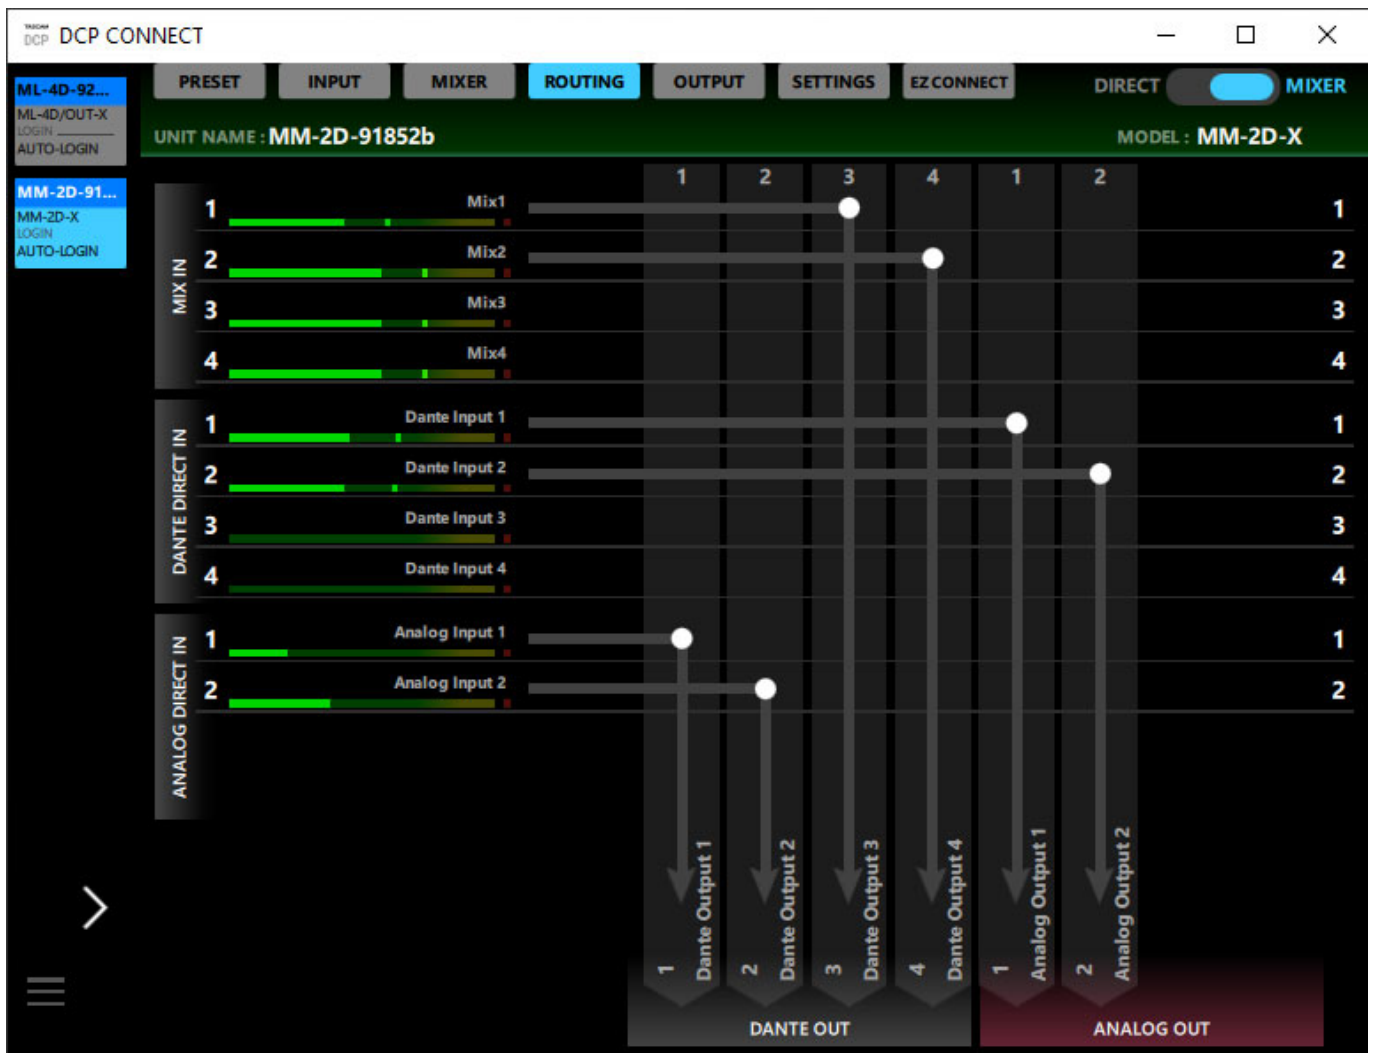 TASCAM
DCP
DCP CONNECT
ML-4D-92...
ML-4D/OUT-X
LOGIN
AUTO-LOGIN
MM-2D-91...
MM-2D-X
LOGIN
AUTO-LOGIN
PRESET
INPUT
MIXER
ROUTING
OUTPUT
SETTINGS
EZ CONNECT
DIRECT
MIXER
UNIT NAME : MM-2D-91852b
MODEL : MM-2D-X
1 2 3 4 1 2
MIX IN
1 Mix1 1
2 Mix2 2
3 Mix3 3
4 Mix4 4
DANTE DIRECT IN
1 Dante Input 1 1
2 Dante Input 2 2
3 Dante Input 3 3
4 Dante Input 4 4
ANALOG DIRECT IN
1 Analog Input 1 1
2 Analog Input 2 2
1 Dante Output 1
2 Dante Output 2
3 Dante Output 3
4 Dante Output 4
1 Analog Output 1
2 Analog Output 2
DANTE OUT
ANALOG OUT